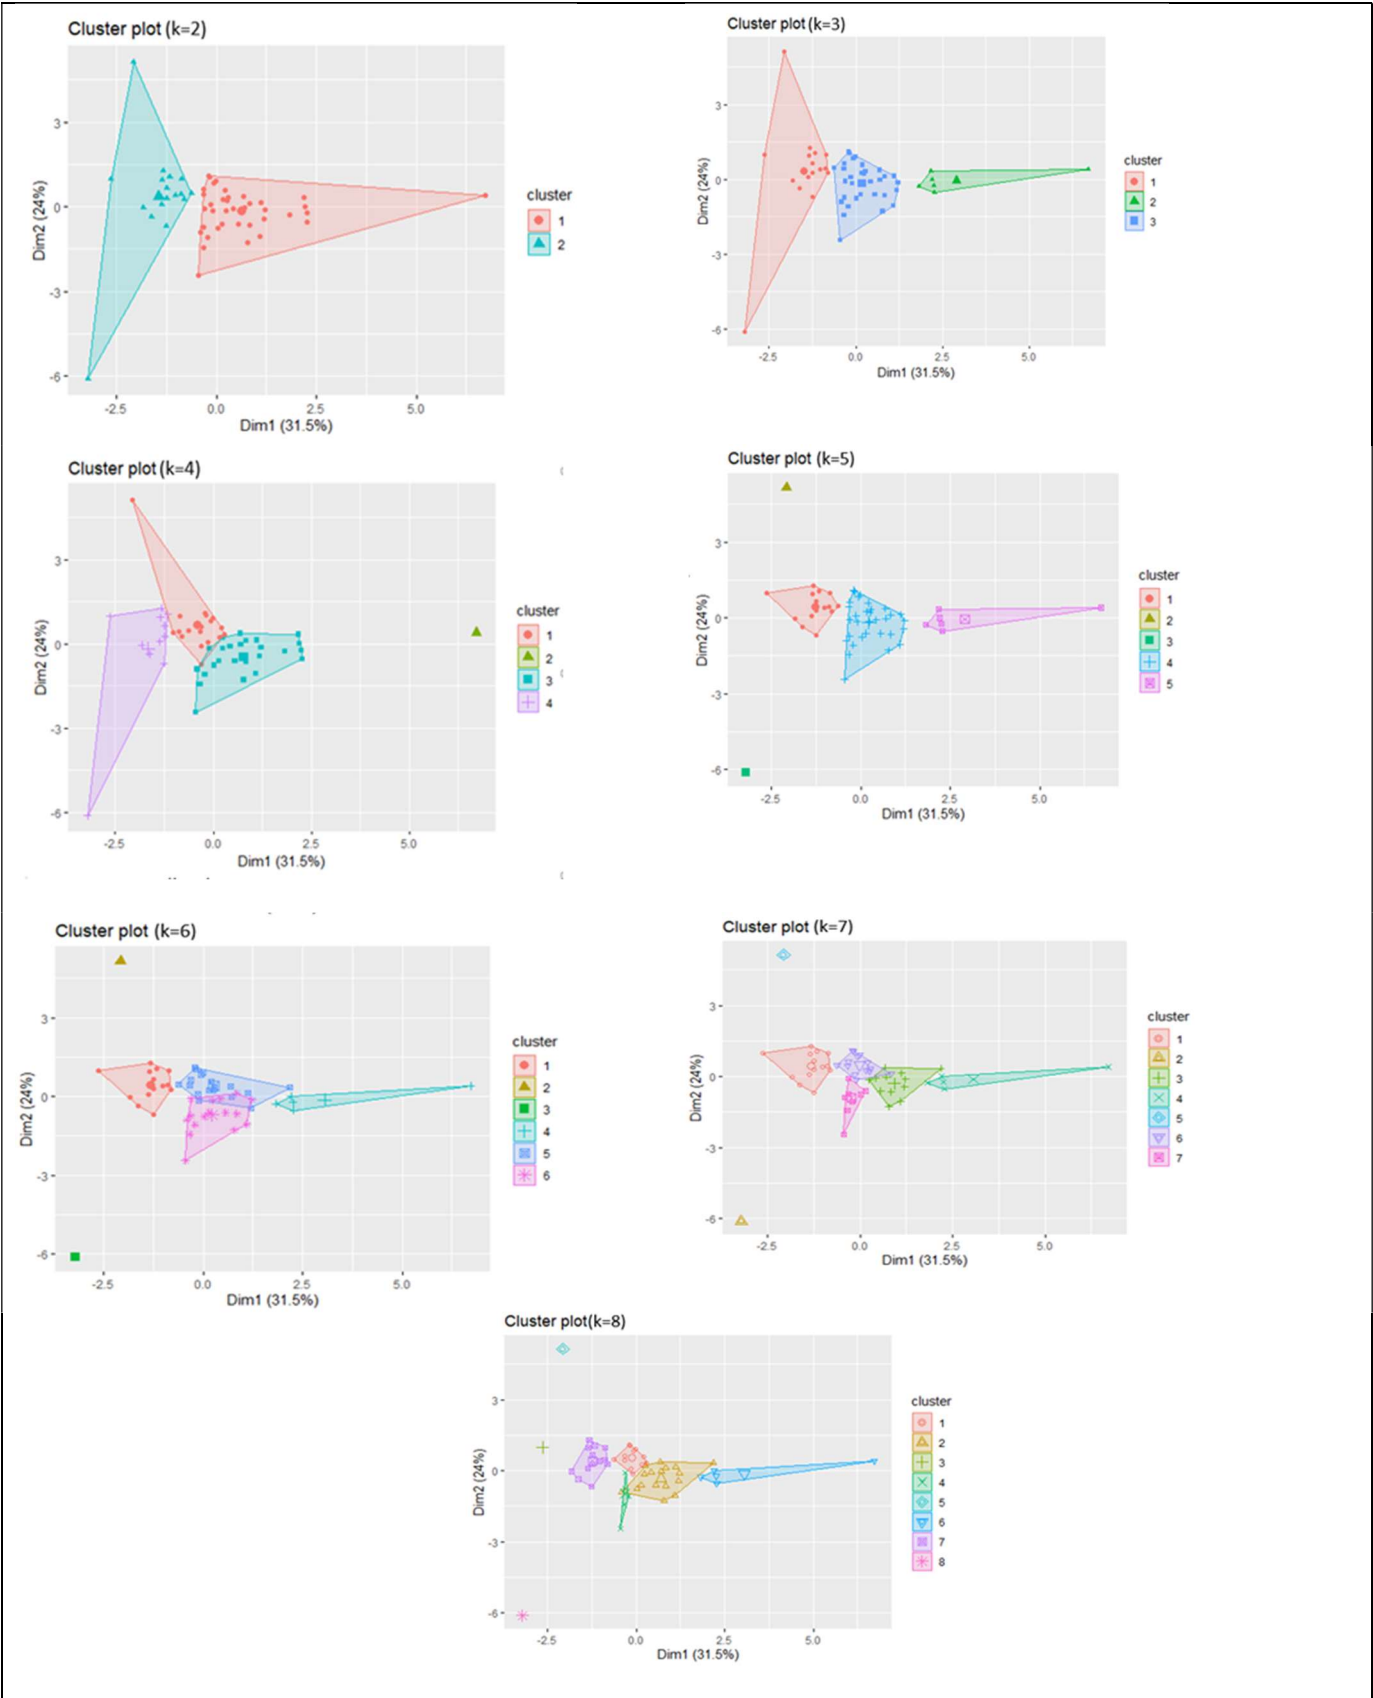 Cluster plot (k=2)
3
0
-3
-6
-2.5 0.0 2.5 5.0
Dim1 (31.5%)
Dim2 (24%)
cluster
1
2
Cluster plot (k=3)
3
0
-3
-6
-2.5 0.0 2.5 5.0
Dim1 (31.5%)
Dim2 (24%)
cluster
1
2
3
Cluster plot (k=4)
3
0
-3
-6
-2.5 0.0 2.5 5.0
Dim1 (31.5%)
Dim2 (24%)
cluster
1
2
3
4
Cluster plot (k=5)
3
0
-3
-6
-2.5 0.0 2.5 5.0
Dim1 (31.5%)
Dim2 (24%)
cluster
1
2
3
4
5
Cluster plot (k=6)
3
0
-3
-6
-2.5 0.0 2.5 5.0
Dim1 (31.5%)
Dim2 (24%)
cluster
1
2
3
4
5
6
Cluster plot (k=7)
3
0
-3
-6
-2.5 0.0 2.5 5.0
Dim1 (31.5%)
Dim2 (24%)
cluster
1
2
3
4
5
6
7
Cluster plot(k=8)
3
0
-3
-6
-2.5 0.0 2.5 5.0
Dim1 (31.5%)
Dim2 (24%)
cluster
1
2
3
4
5
6
7
8